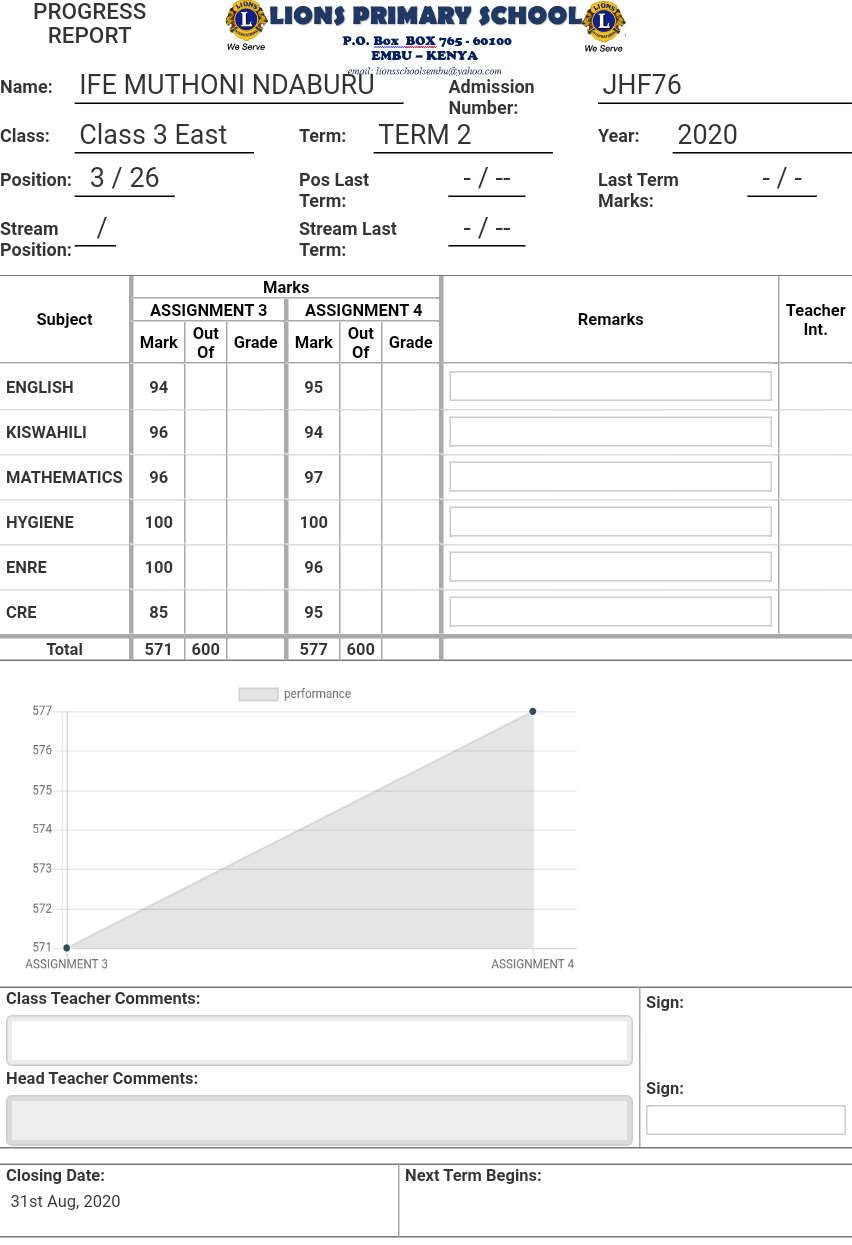 PROGRESS
REPORT
LIONS PRIMARY SCHOOL
We Serve
We Serve
P.O. Box BOX 765 - 60100
EMBU – KENYA
email: lionsschoolsembu@yahoo.com
Name: IFE MUTHONI NDABURU Admission Number: JHF76
Class: Class 3 East Term: TERM 2 Year: 2020
Position: 3 / 26 Pos Last Term: - / -- Last Term Marks: - / -
Stream Position: / Stream Last Term: - / --
Subject Marks Remarks Teacher Int.
ASSIGNMENT 3 ASSIGNMENT 4
Mark Out Of Grade Mark Out Of Grade
ENGLISH 94 95
KISWAHILI 96 94
MATHEMATICS 96 97
HYGIENE 100 100
ENRE 100 96
CRE 85 95
Total 571 600 577 600
performance
577
576
575
574
573
572
571
ASSIGNMENT 3 ASSIGNMENT 4
Class Teacher Comments: Sign:
Head Teacher Comments: Sign:
Closing Date: Next Term Begins:
31st Aug, 2020